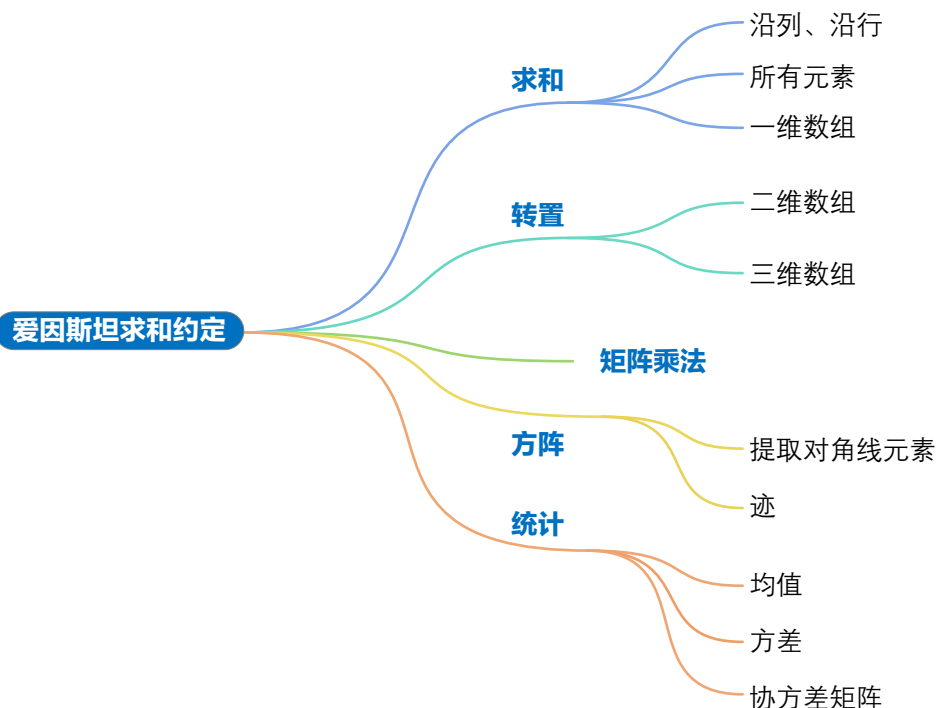 爱因斯坦求和约定
求和
沿列、沿行
所有元素
一维数组
转置
二维数组
三维数组
矩阵乘法
方阵
提取对角线元素
迹
统计
均值
方差
协方差矩阵